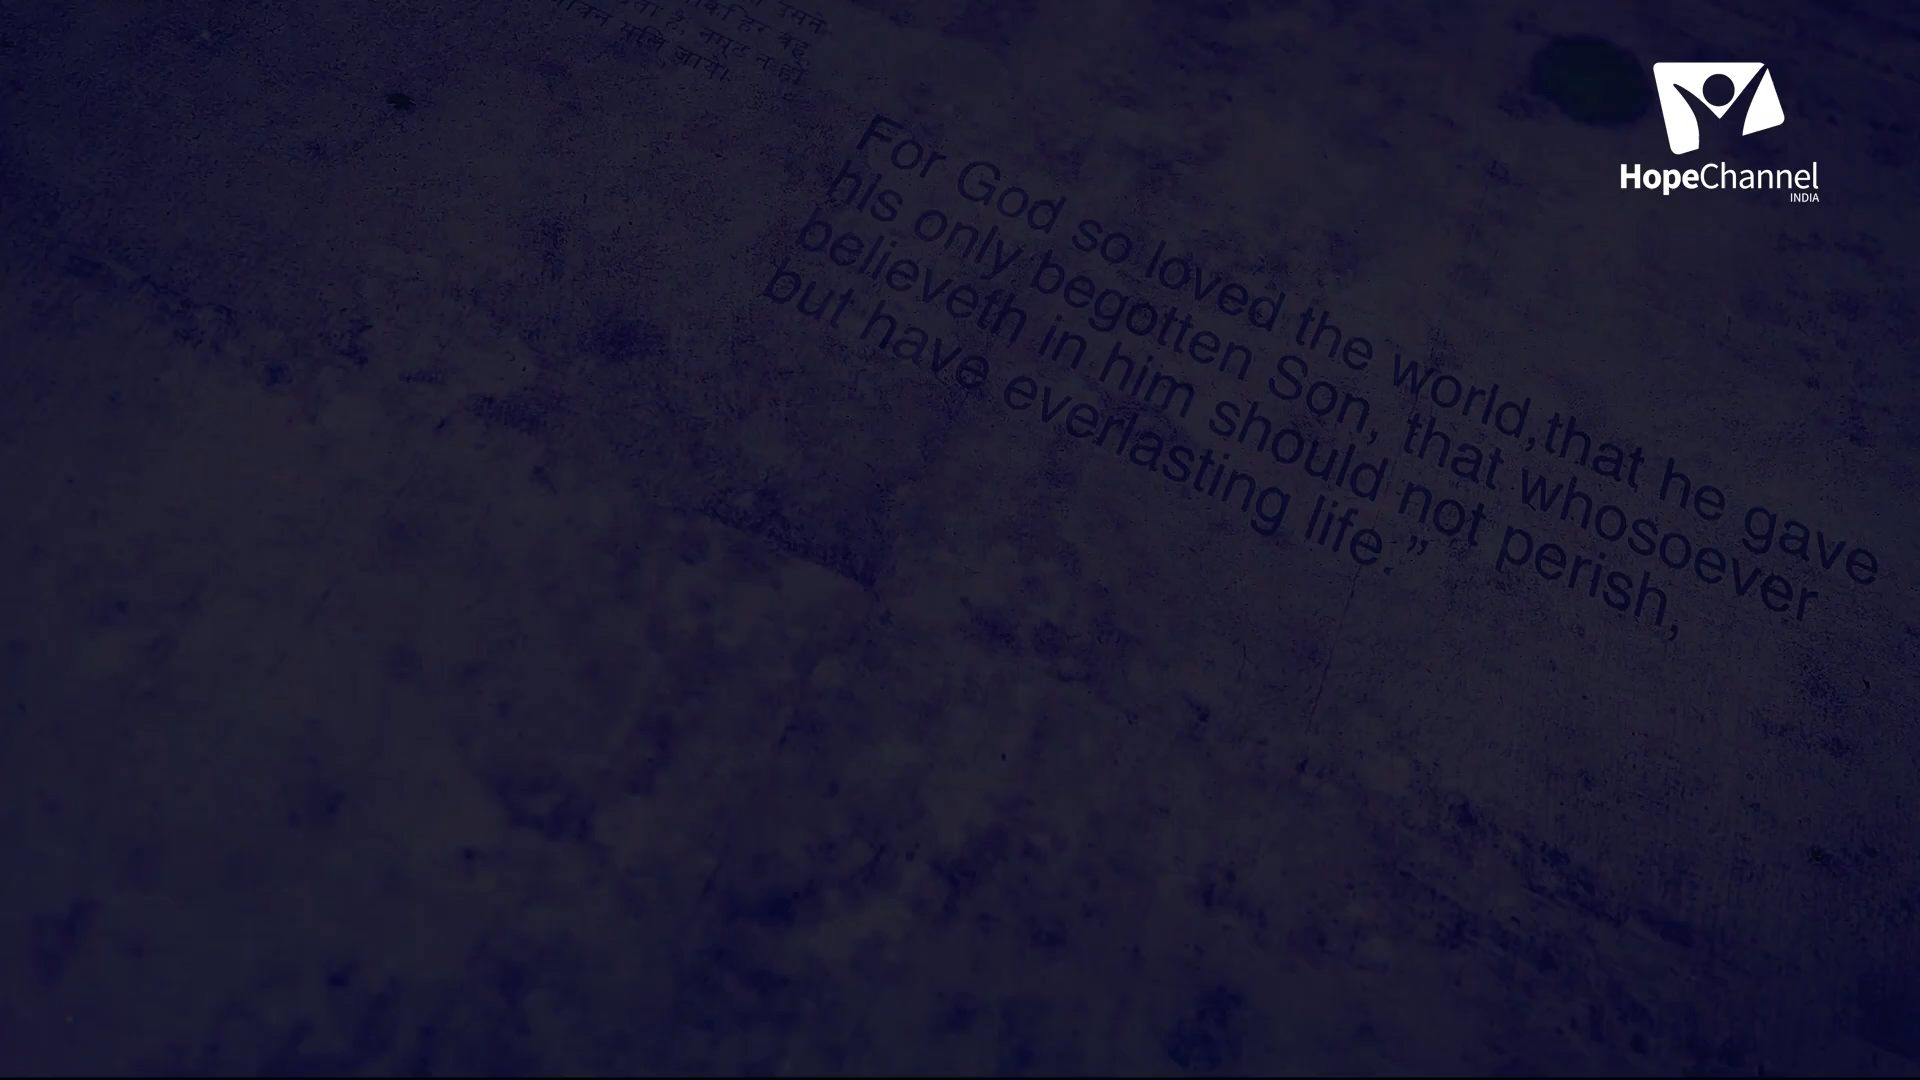 न हो
जाये।
For God so loved the world,that he gave
his only begotten Son, that whosoever
believeth in him should not perish,
but have everlasting life.”
HopeChannel
INDIA